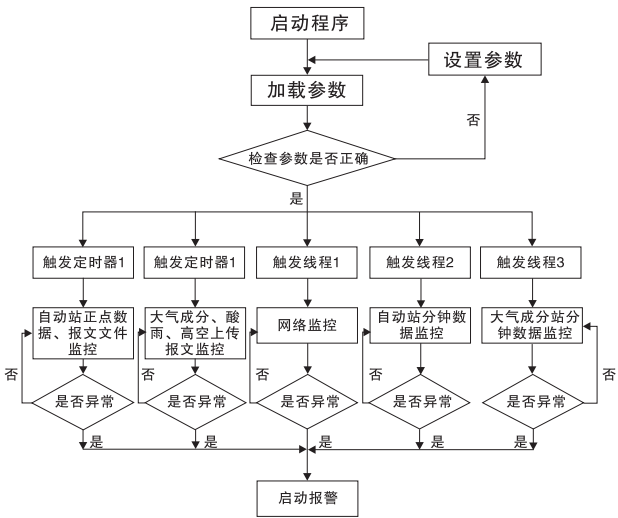 启动程序
设置参数
加载参数
否
检查参数是否正确
是
触发定时器1
触发定时器1
触发线程1
触发线程2
触发线程3
自动站正点数
据、报文文件
监控
大气成分、酸
雨、高空上传
报文监控
网络监控
自动站分钟数
据监控
大气成分站分
钟数据监控
否
是否异常
否
是否异常
否
是否异常
否
是否异常
否
是否异常
是
是
是
是
是
启动报警